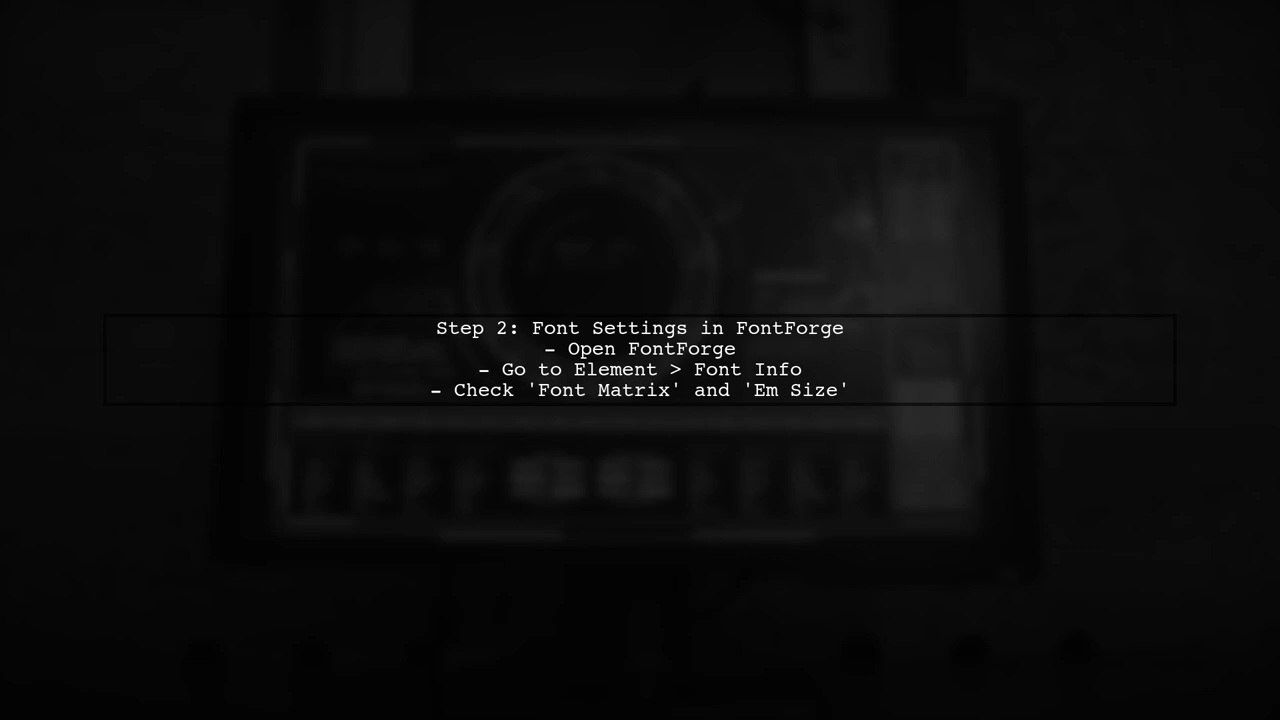 Step 2: Font Settings in FontForge
- Open FontForge
- Go to Element > Font Info
- Check 'Font Matrix' and 'Em Size'